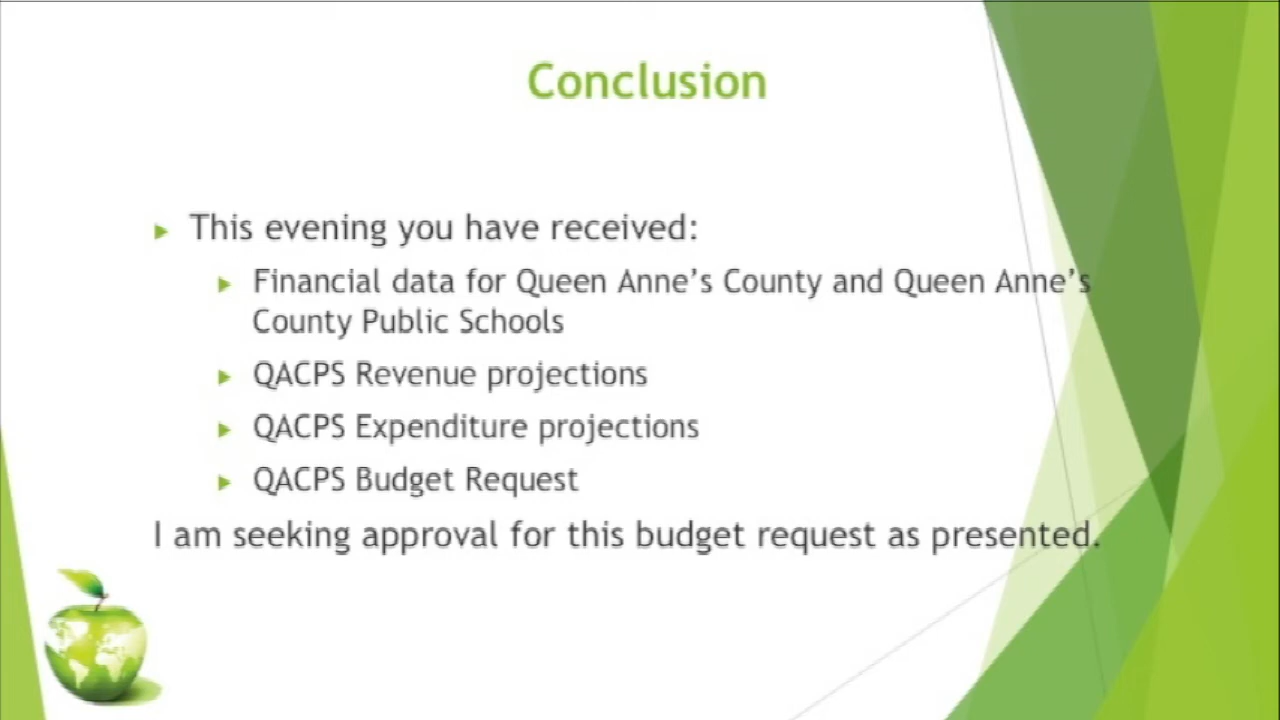 Conclusion
This evening you have received:
Financial data for Queen Anne’s County and Queen Anne’s
County Public Schools
QACPS Revenue projections
QACPS Expenditure projections
QACPS Budget Request
I am seeking approval for this budget request as presented.